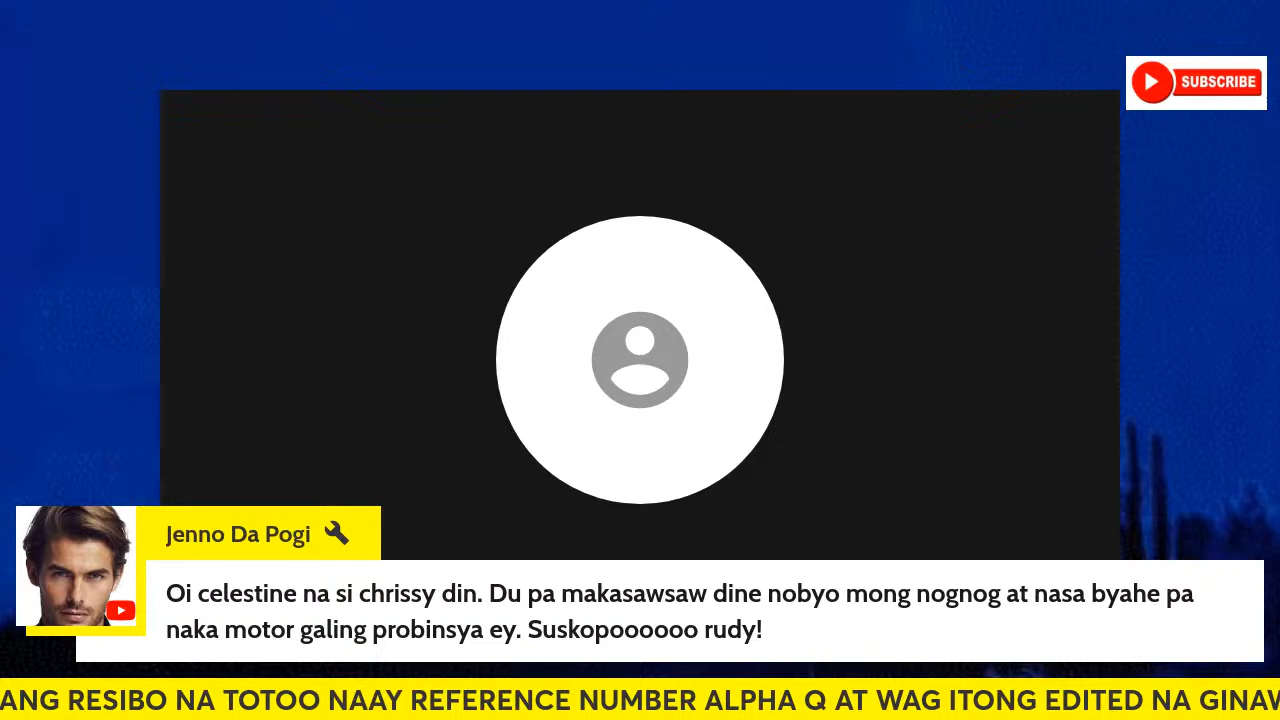 SUBSCRIBE
Jenno Da Pogi
Oi celestine na si chrissy din. Du pa makasawsaw dine nobyo mong nognog at nasa byahe pa
naka motor galing probinsya ey. Suskopoooooo rudy!
ANG RESIBO NA TOTOO NAAY REFERENCE NUMBER ALPHA Q AT WAG ITONG EDITED NA